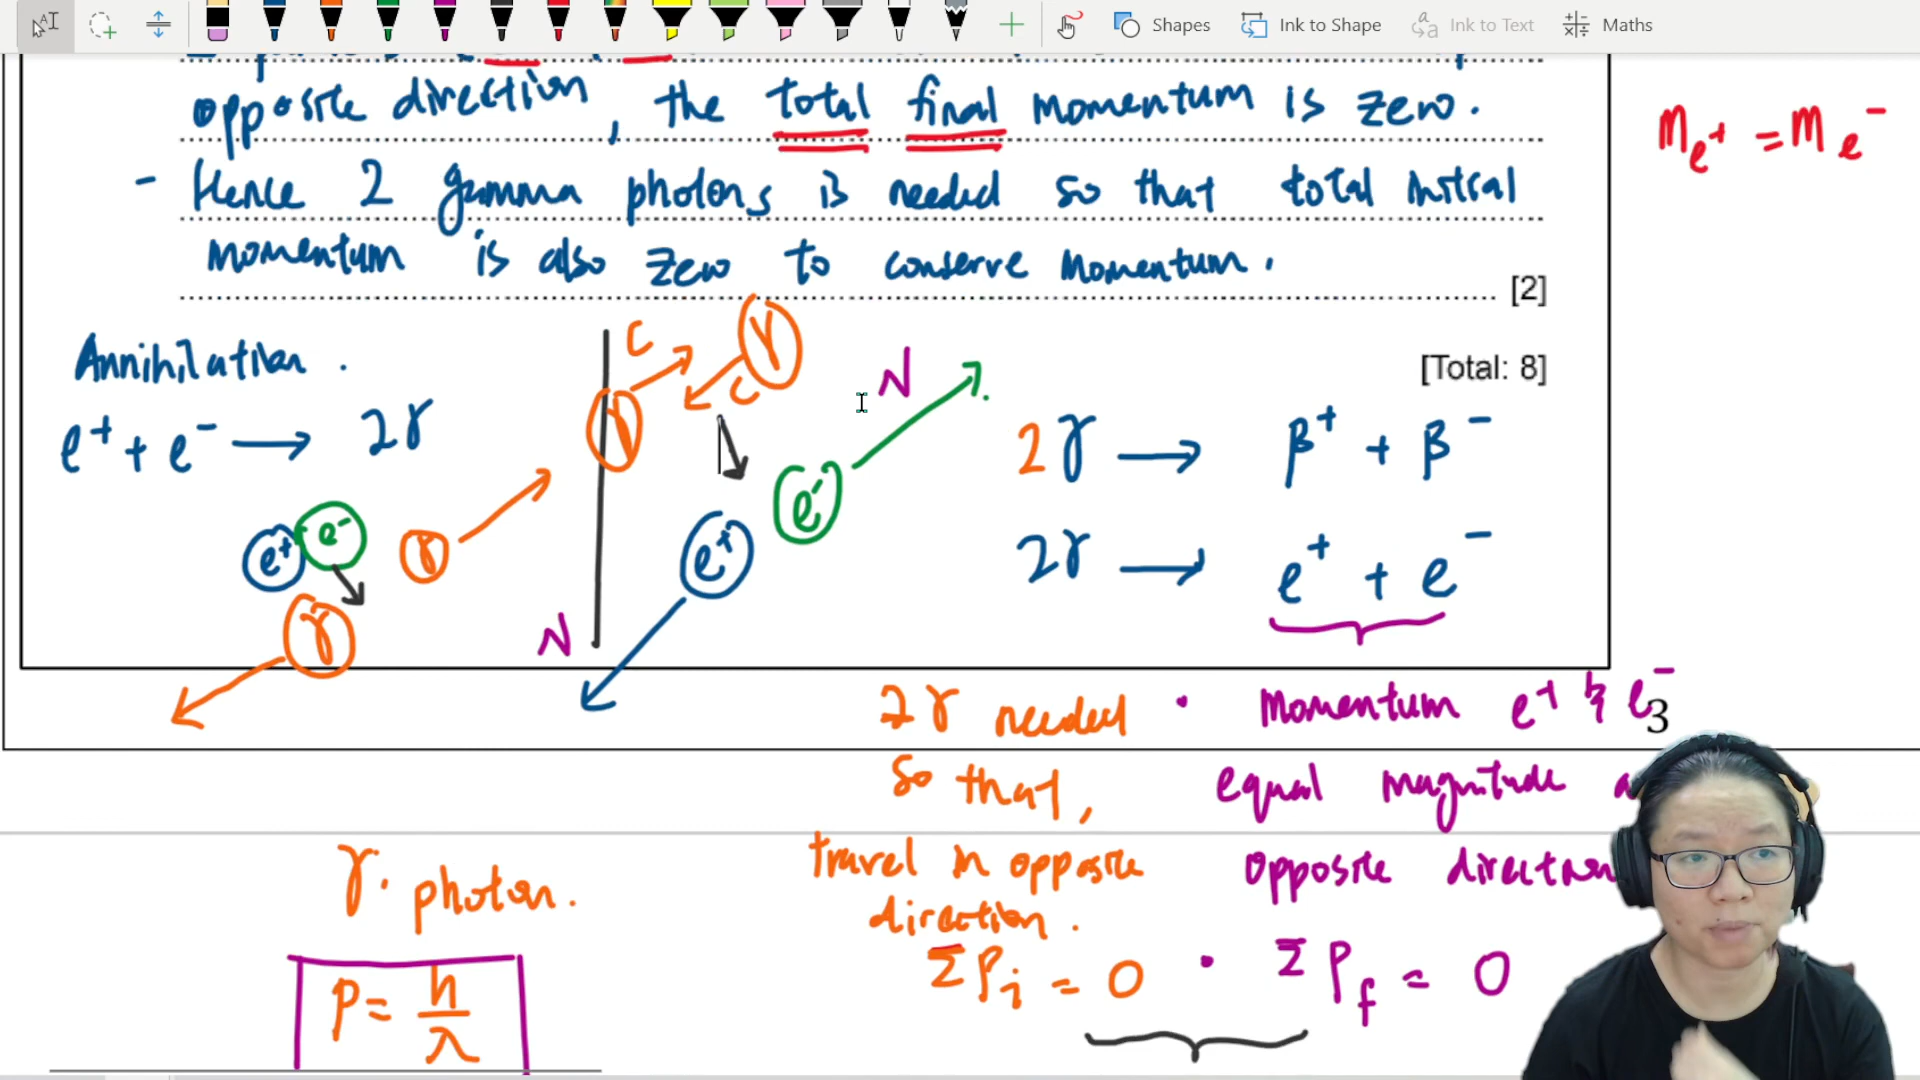 Shapes Ink to Shape Ink to Text Maths
opposite direction, the total final momentum is zero.
- Hence 2 gamma photons is needed so that total initial
momentum is also zero to conserve momentum.
[2]
m e+ = m e-
Annihilation.
[Total: 8]
e+ + e- → 2γ
c
γ
c
γ
N
2γ → β+ + β-
e+
e-
γ
γ
N
e+
e-
2γ → e+ + e-
3
2γ needed
so that,
travel in opposite
direction.
Σpi = 0
• momentum e+ & e-
equal magnitude
opposite direction
• Σpf = 0
γ. photon.
p = h/λ